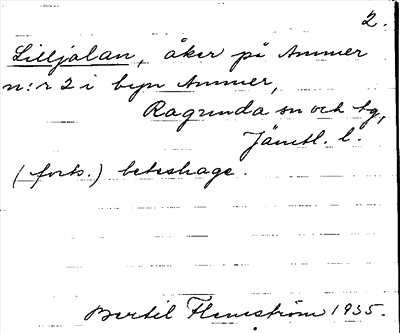 2.
Lilljalan, åker på Ammer
n:r 2 i byn Ammer,
Ragunda sn och tg,
Jämtl. l.
(forts.) beteshage.
Bertil Flemström 1935.